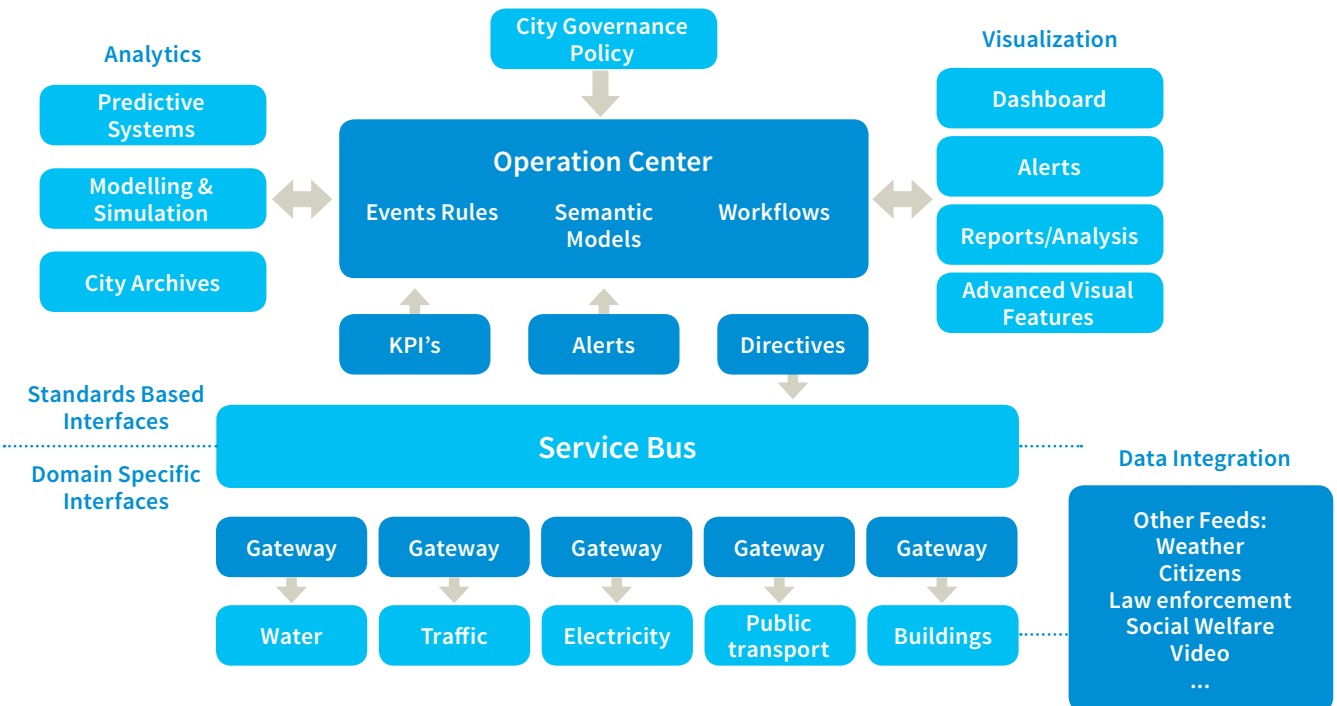 City Governance
Policy
Analytics
Predictive
Systems
Modelling &
Simulation
City Archives
Visualization
Dashboard
Alerts
Reports/Analysis
Advanced Visual
Features
Operation Center
Events Rules
Semantic
Models
Workflows
KPI’s
Alerts
Directives
Standards Based
Interfaces
Service Bus
Domain Specific
Interfaces
Gateway
Gateway
Gateway
Gateway
Gateway
Water
Traffic
Electricity
Public
transport
Buildings
Data Integration
Other Feeds:
Weather
Citizens
Law enforcement
Social Welfare
Video
...